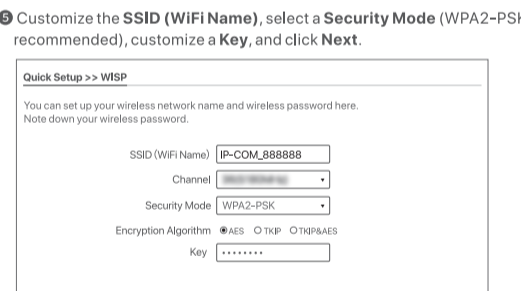 ❺ Customize the SSID (WiFi Name), select a Security Mode (WPA2-PSK
recommended), customize a Key, and click Next.
Quick Setup >> WISP
You can set up your wireless network name and wireless password here.
Note down your wireless password.
SSID (WiFi Name) IP-COM_888888
Channel
Security Mode WPA2-PSK
Encryption Algorithm AES TKIP TKIP&AES
Key ••••••••